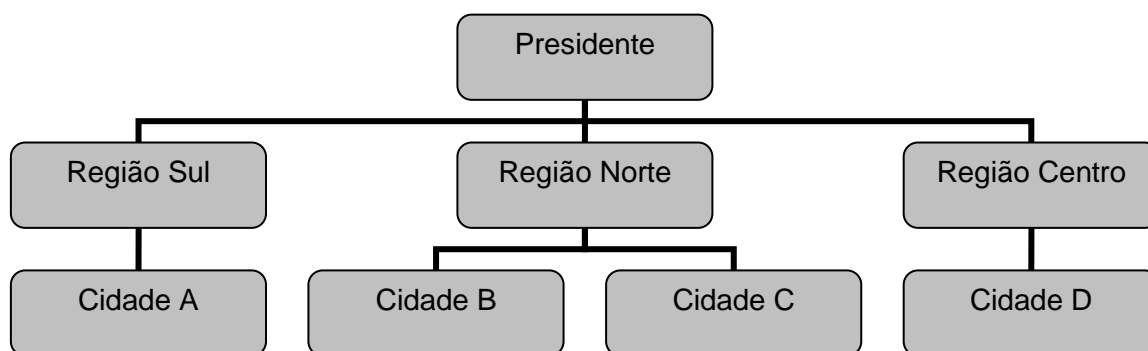 Presidente
Região Sul
Região Norte
Região Centro
Cidade A
Cidade B
Cidade C
Cidade D